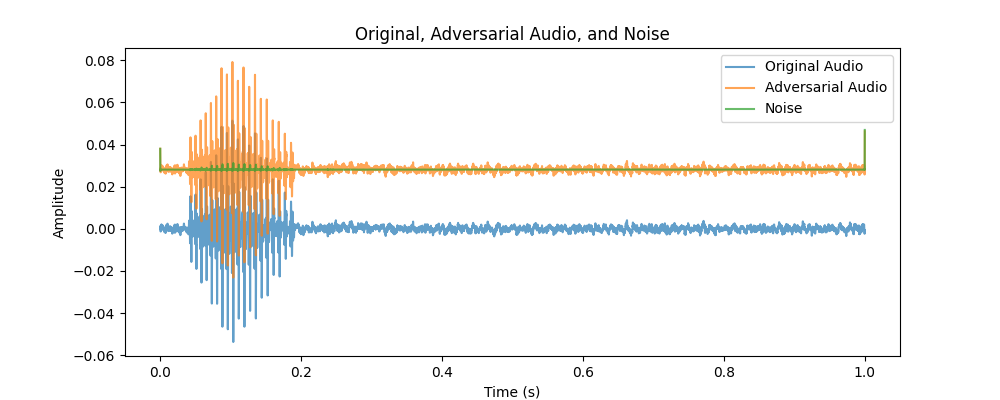 Original, Adversarial Audio, and Noise
Original Audio
Adversarial Audio
Noise
Amplitude
0.08
0.06
0.04
0.02
0.00
−0.02
−0.04
−0.06
0.0 0.2 0.4 0.6 0.8 1.0
Time (s)